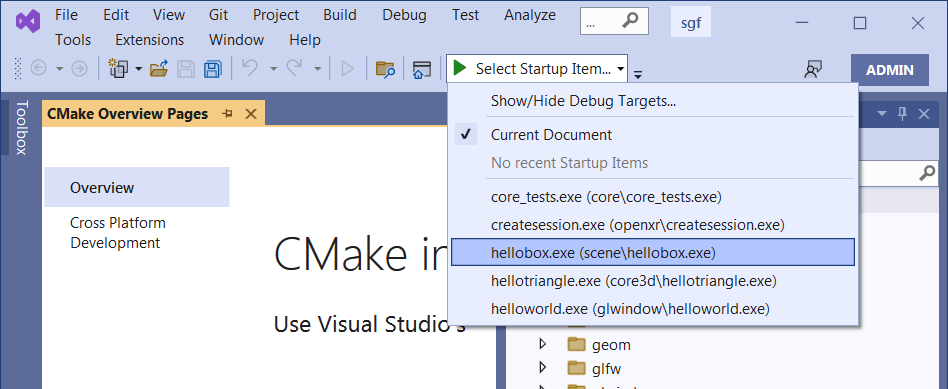 File Edit View Git Project Build Debug Test Analyze
Tools Extensions Window Help
Sear...
sgf
Select Startup Item...
ADMIN
Toolbox
CMake Overview Pages
Show/Hide Debug Targets...
Current Document
No recent Startup Items
core_tests.exe (core\core_tests.exe)
createsession.exe (openxr\createsession.exe)
hellobox.exe (scene\hellobox.exe)
hellotriangle.exe (core3d\hellotriangle.exe)
helloworld.exe (glwindow\helloworld.exe)
Overview
Cross Platform
Development
CMake in
Use Visual Studio's
geom
glfw